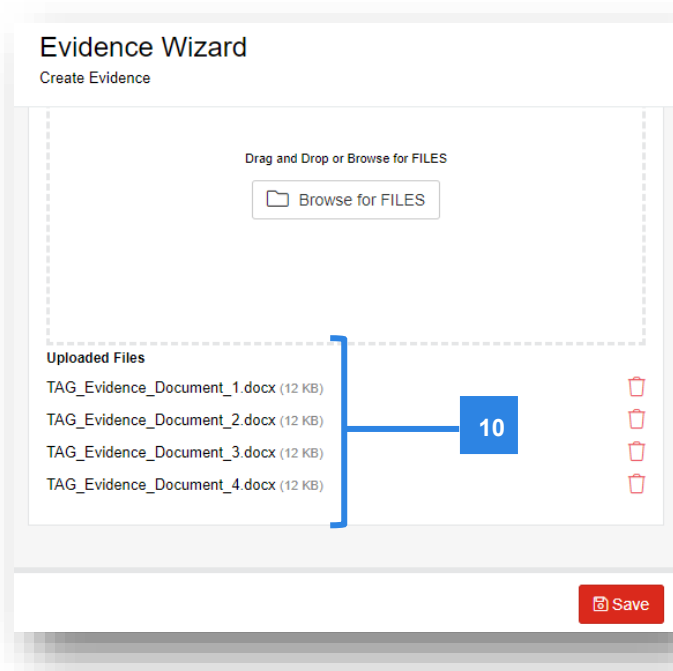 Evidence Wizard
Create Evidence
Drag and Drop or Browse for FILES
Browse for FILES
Uploaded Files
TAG_Evidence_Document_1.docx (12 KB)
TAG_Evidence_Document_2.docx (12 KB)
10
TAG_Evidence_Document_3.docx (12 KB)
TAG_Evidence_Document_4.docx (12 KB)
Save